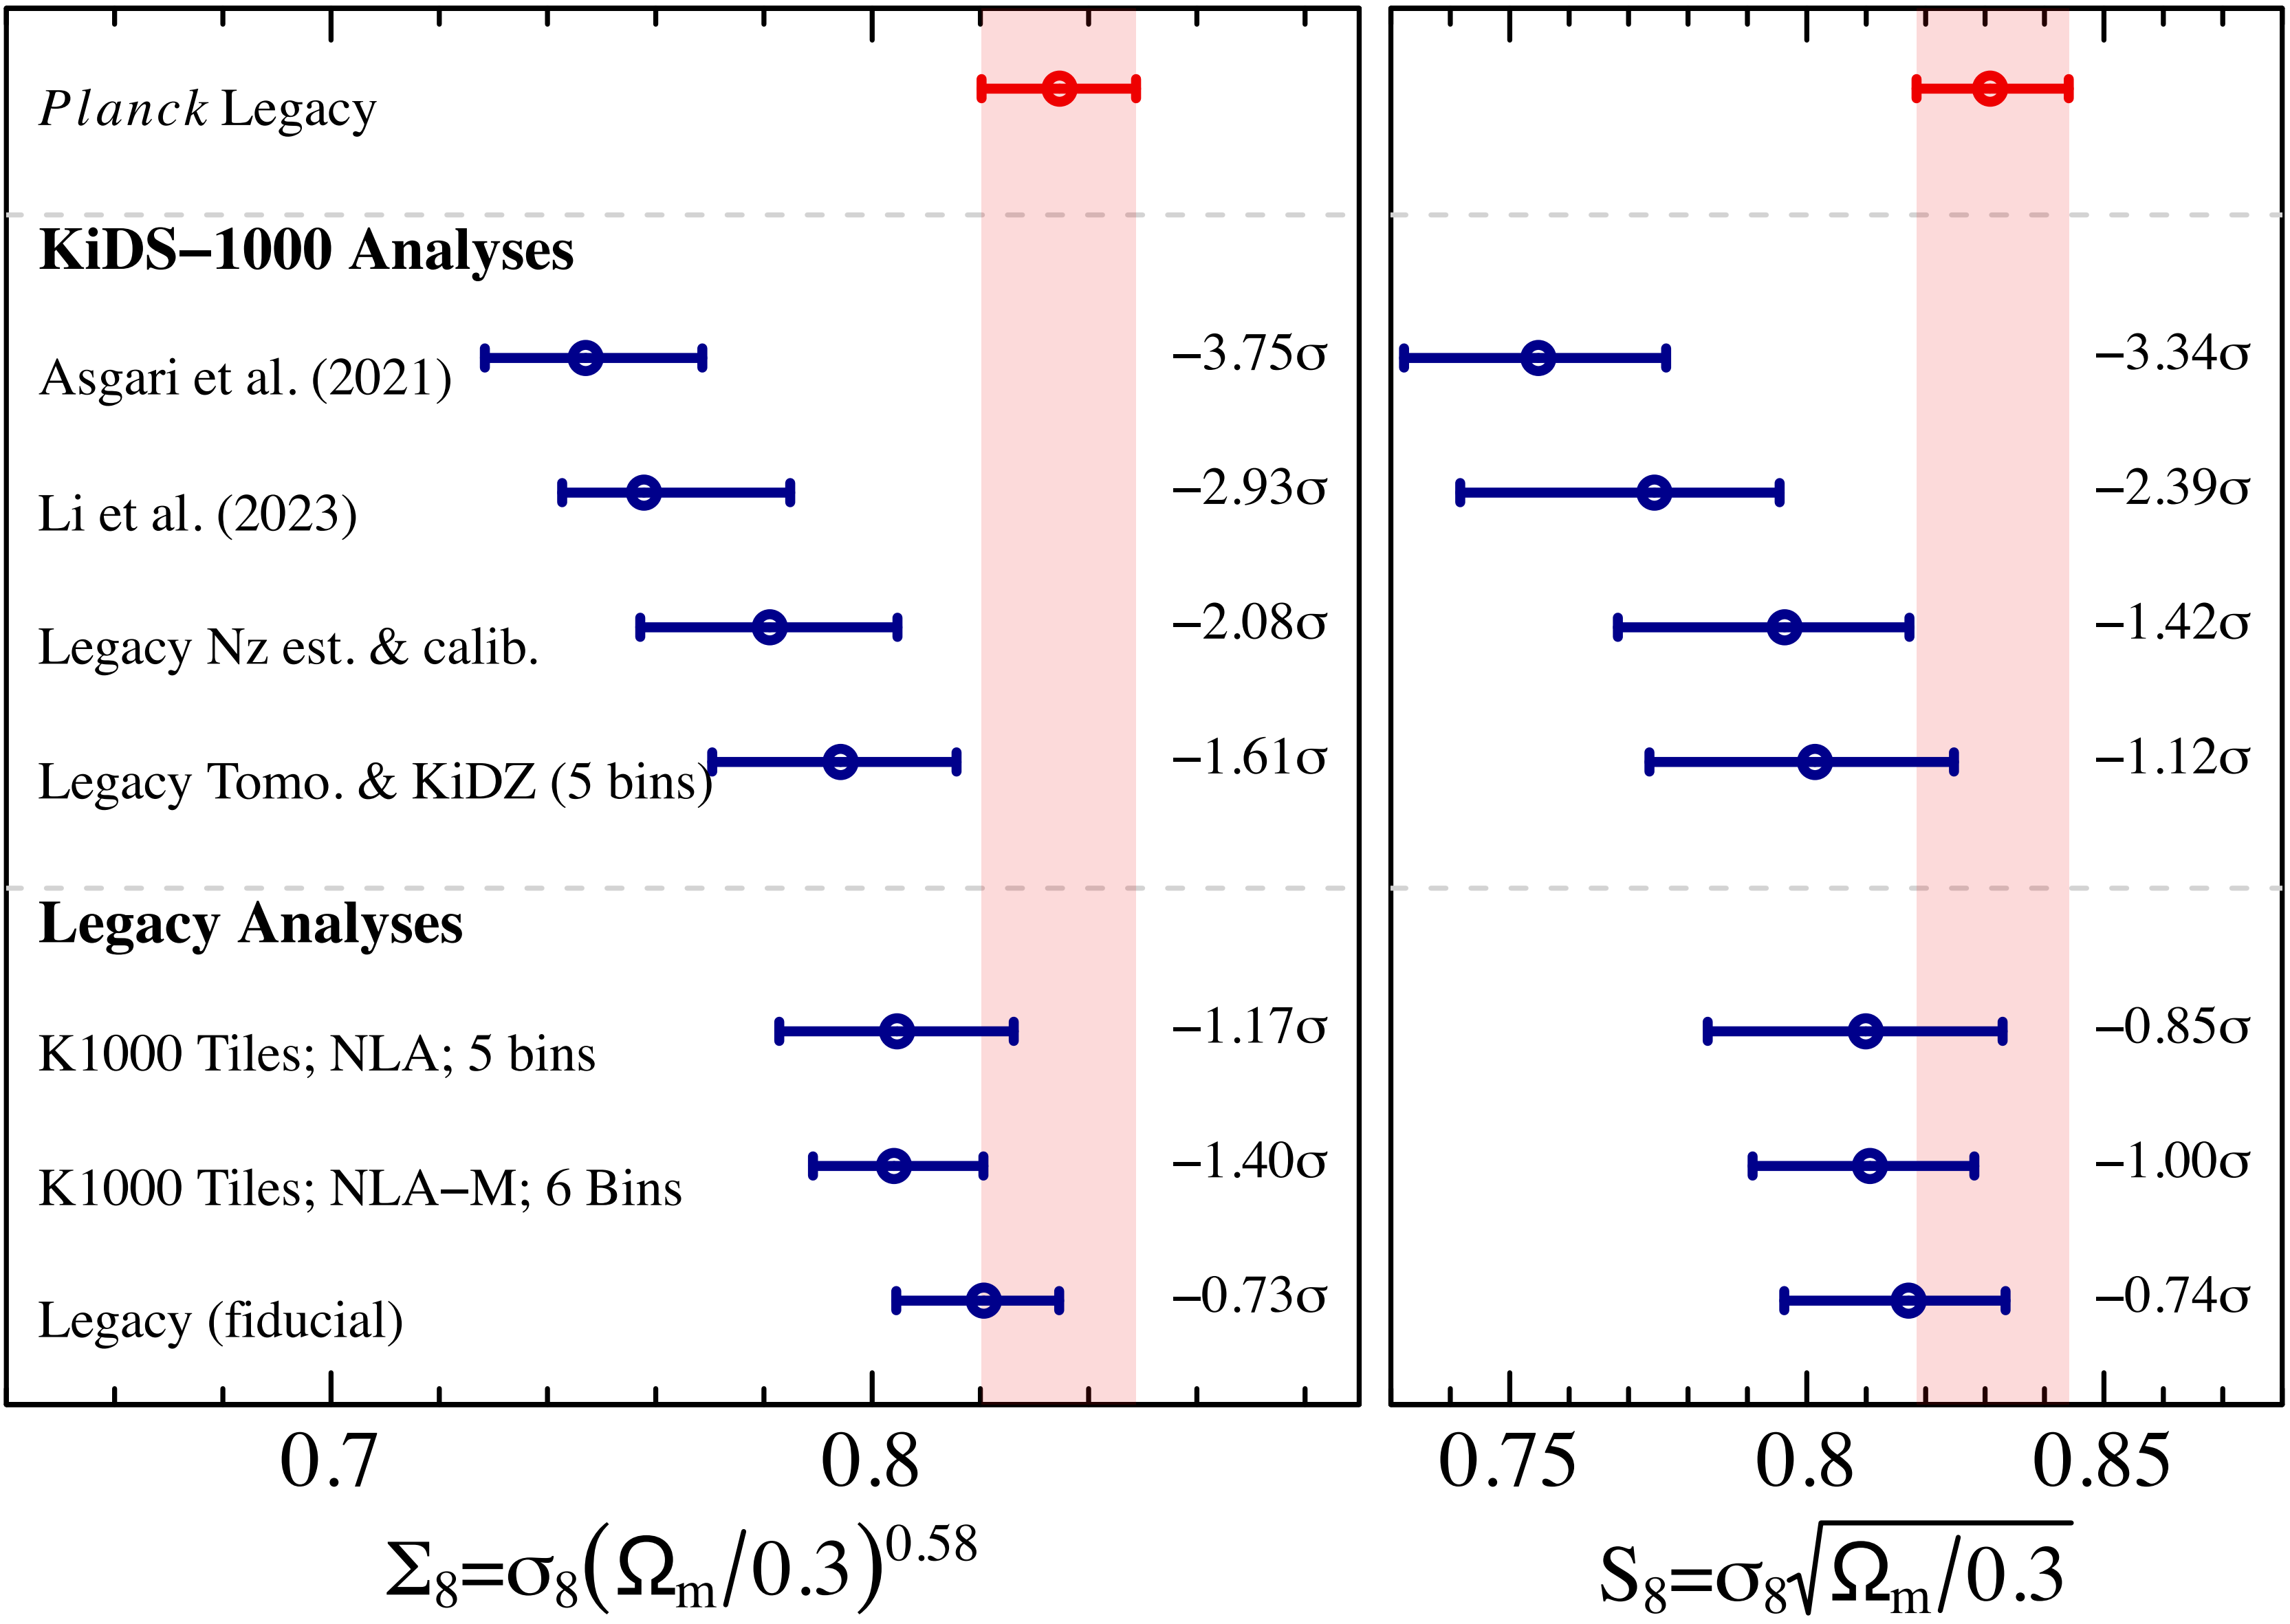 Planck Legacy
KiDS–1000 Analyses
Asgari et al. (2021) −3.75σ −3.34σ
Li et al. (2023) −2.93σ −2.39σ
Legacy Nz est. & calib. −2.08σ −1.42σ
Legacy Tomo. & KiDZ (5 bins) −1.61σ −1.12σ
Legacy Analyses
K1000 Tiles; NLA; 5 bins −1.17σ −0.85σ
K1000 Tiles; NLA−M; 6 Bins −1.40σ −1.00σ
Legacy (fiducial) −0.73σ −0.74σ
0.7 0.8 0.75 0.8 0.85
Σ₈=σ₈(Ωₘ/0.3)^0.58 S₈=σ₈√Ωₘ/0.3